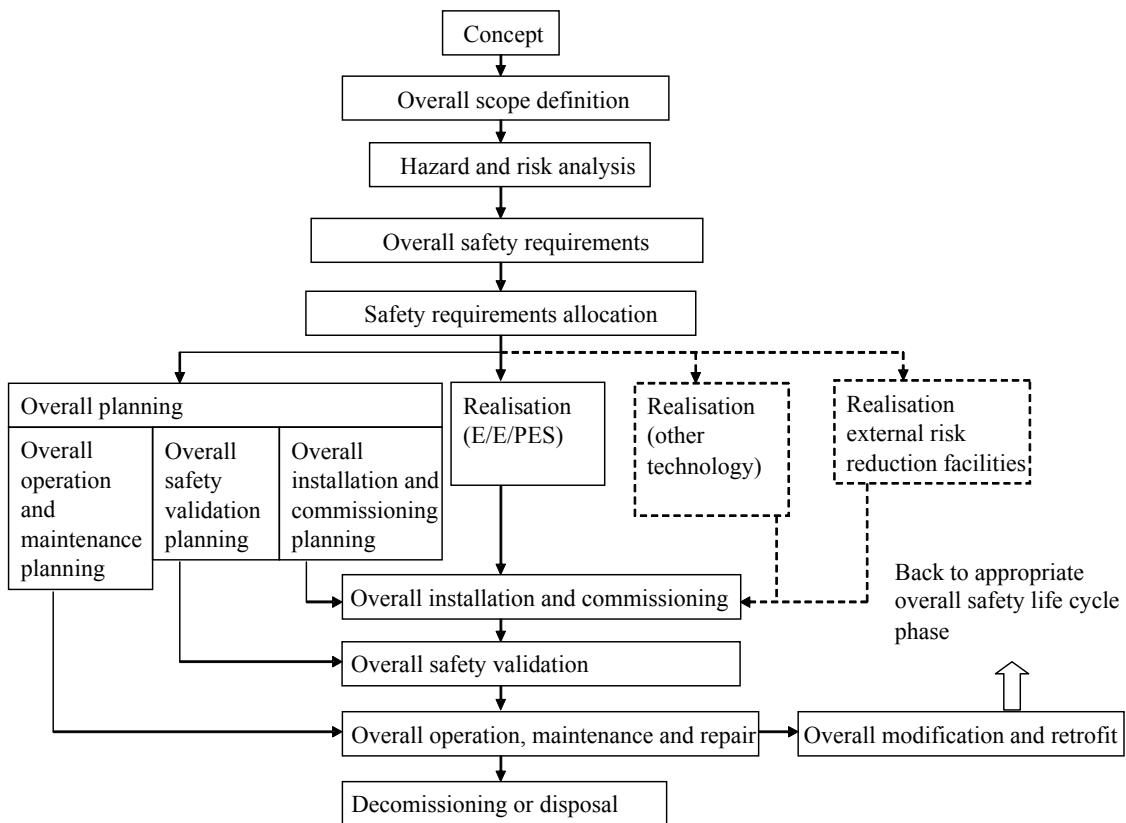 Concept
Overall scope definition
Hazard and risk analysis
Overall safety requirements
Safety requirements allocation
Overall planning
Overall
operation
and
maintenance
planning
Overall
safety
validation
planning
Overall
installation and
commissioning
planning
Realisation
(E/E/PES)
Realisation
(other
technology)
Realisation
external risk
reduction facilities
Back to appropriate
overall safety life cycle
phase
Overall installation and commissioning
Overall safety validation
Overall operation, maintenance and repair
Overall modification and retrofit
Decomissioning or disposal